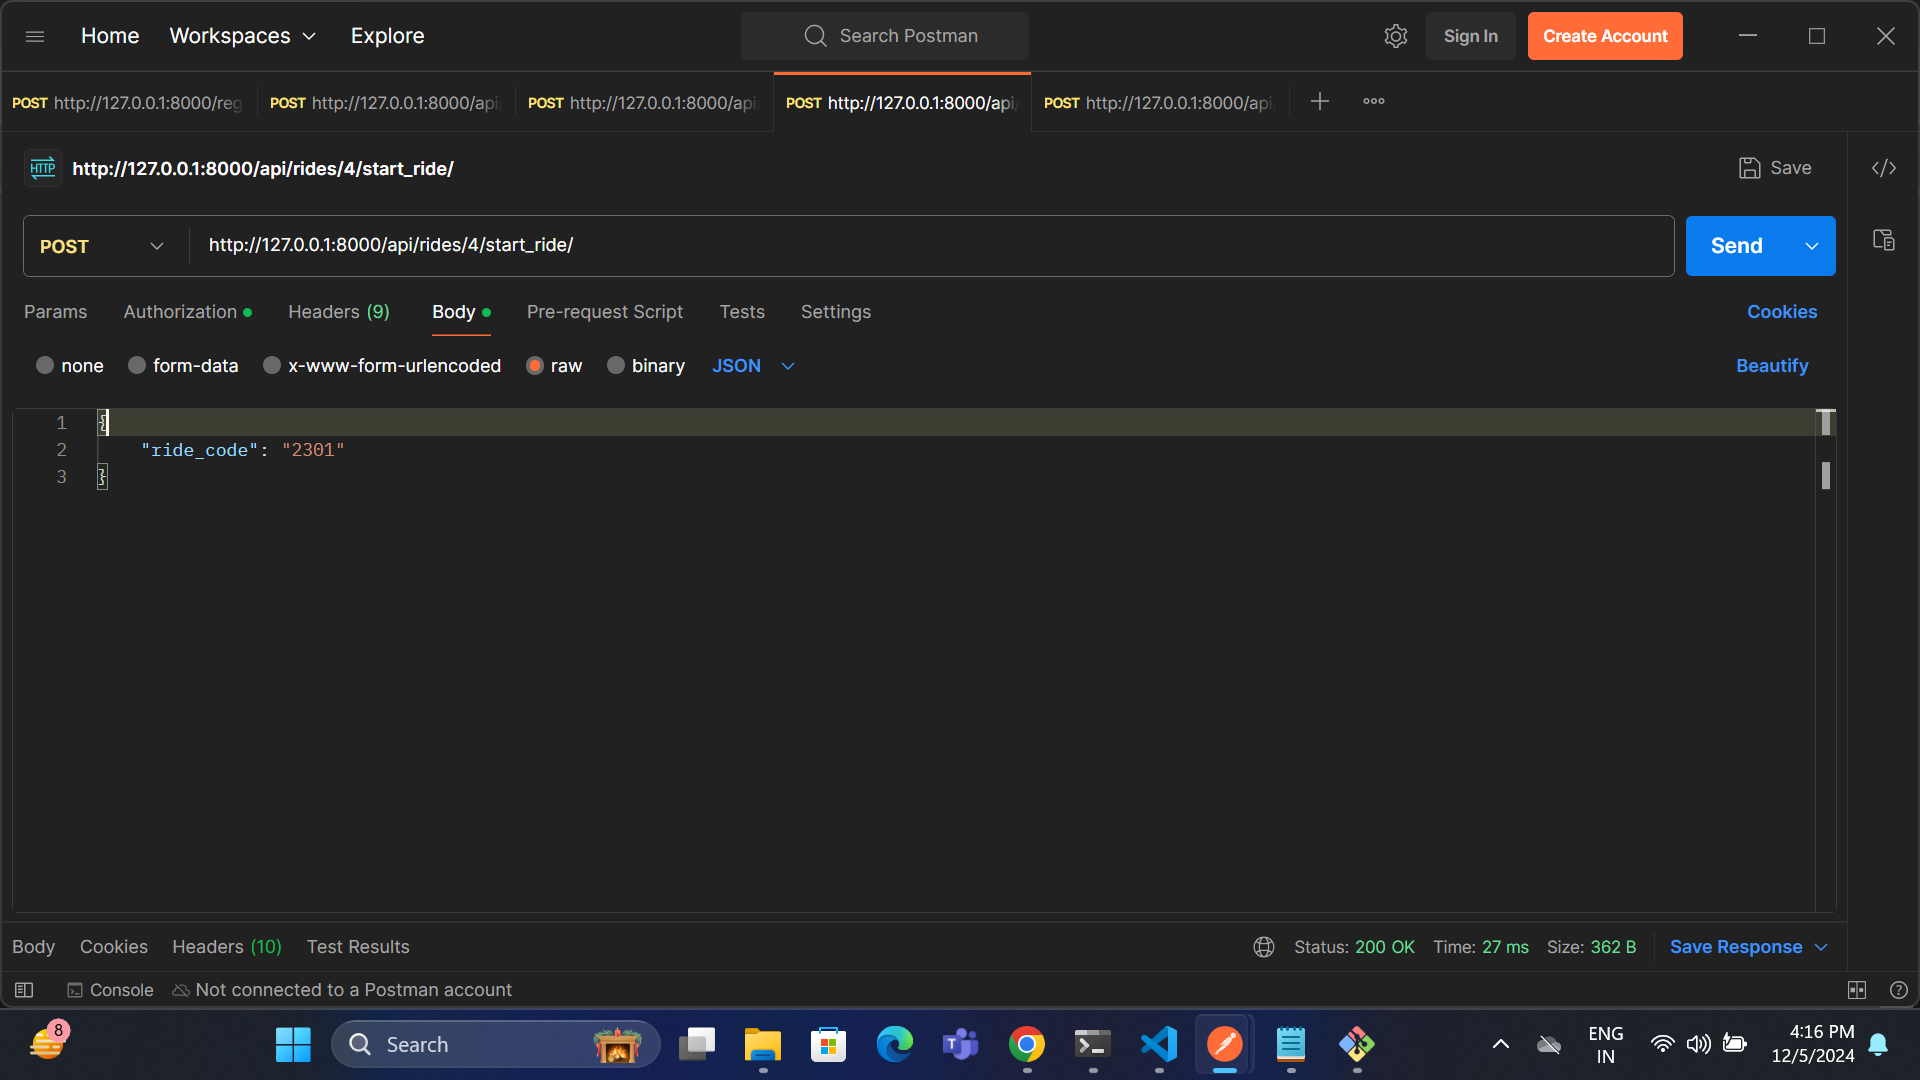 Home Workspaces Explore Search Postman Sign In Create Account
POST http://127.0.0.1:8000/reg POST http://127.0.0.1:8000/api POST http://127.0.0.1:8000/api POST http://127.0.0.1:8000/api POST http://127.0.0.1:8000/api
HTTP http://127.0.0.1:8000/api/rides/4/start_ride/ Save </>
POST http://127.0.0.1:8000/api/rides/4/start_ride/ Send
Params Authorization Headers (9) Body Pre-request Script Tests Settings Cookies
none form-data x-www-form-urlencoded raw binary JSON Beautify
1 {
2 "ride_code": "2301"
3 }
Body Cookies Headers (10) Test Results Status: 200 OK Time: 27 ms Size: 362 B Save Response
Console Not connected to a Postman account
8 Search ENG IN 4:16 PM
12/5/2024